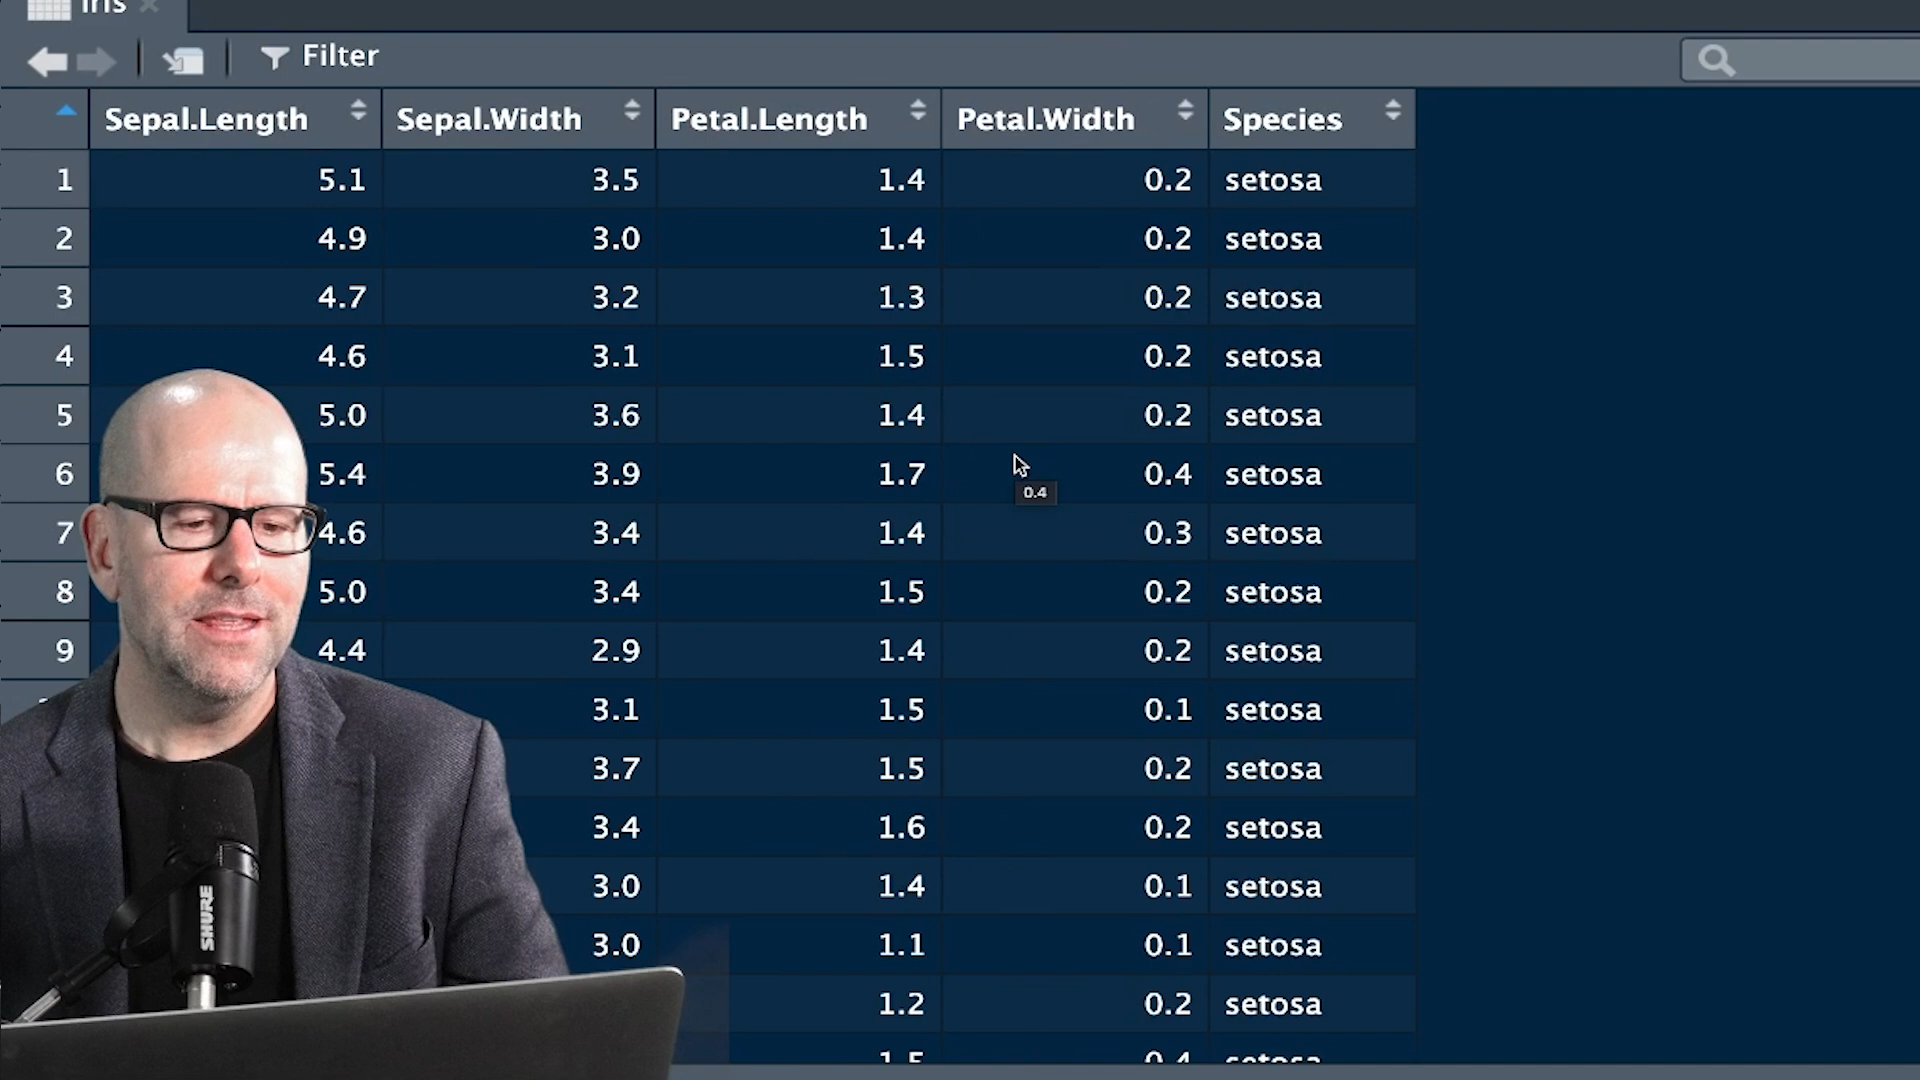 iris
Filter
Sepal.Length Sepal.Width Petal.Length Petal.Width Species
1 5.1 3.5 1.4 0.2 setosa
2 4.9 3.0 1.4 0.2 setosa
3 4.7 3.2 1.3 0.2 setosa
4 4.6 3.1 1.5 0.2 setosa
5 5.0 3.6 1.4 0.2 setosa
6 5.4 3.9 1.7 0.4 setosa
0.4
7 4.6 3.4 1.4 0.3 setosa
8 5.0 3.4 1.5 0.2 setosa
9 4.4 2.9 1.4 0.2 setosa
3.1 1.5 0.1 setosa
3.7 1.5 0.2 setosa
3.4 1.6 0.2 setosa
3.0 1.4 0.1 setosa
3.0 1.1 0.1 setosa
1.2 0.2 setosa
1.5 0.4 setosa
SHURE